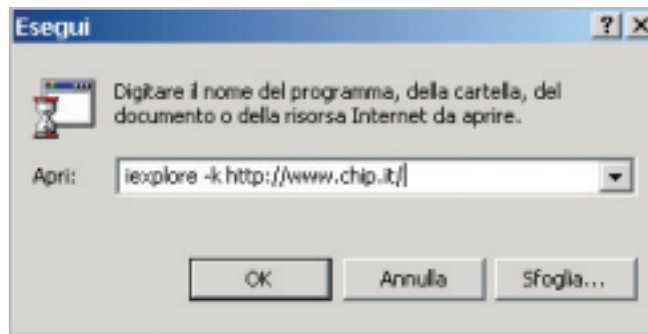 Esegui
Digitare il nome del programma, della cartella, del
documento o della risorsa Internet da aprire.
Apri: iexplore -k http://www.chip.it/
OK Annulla Sfoglia...